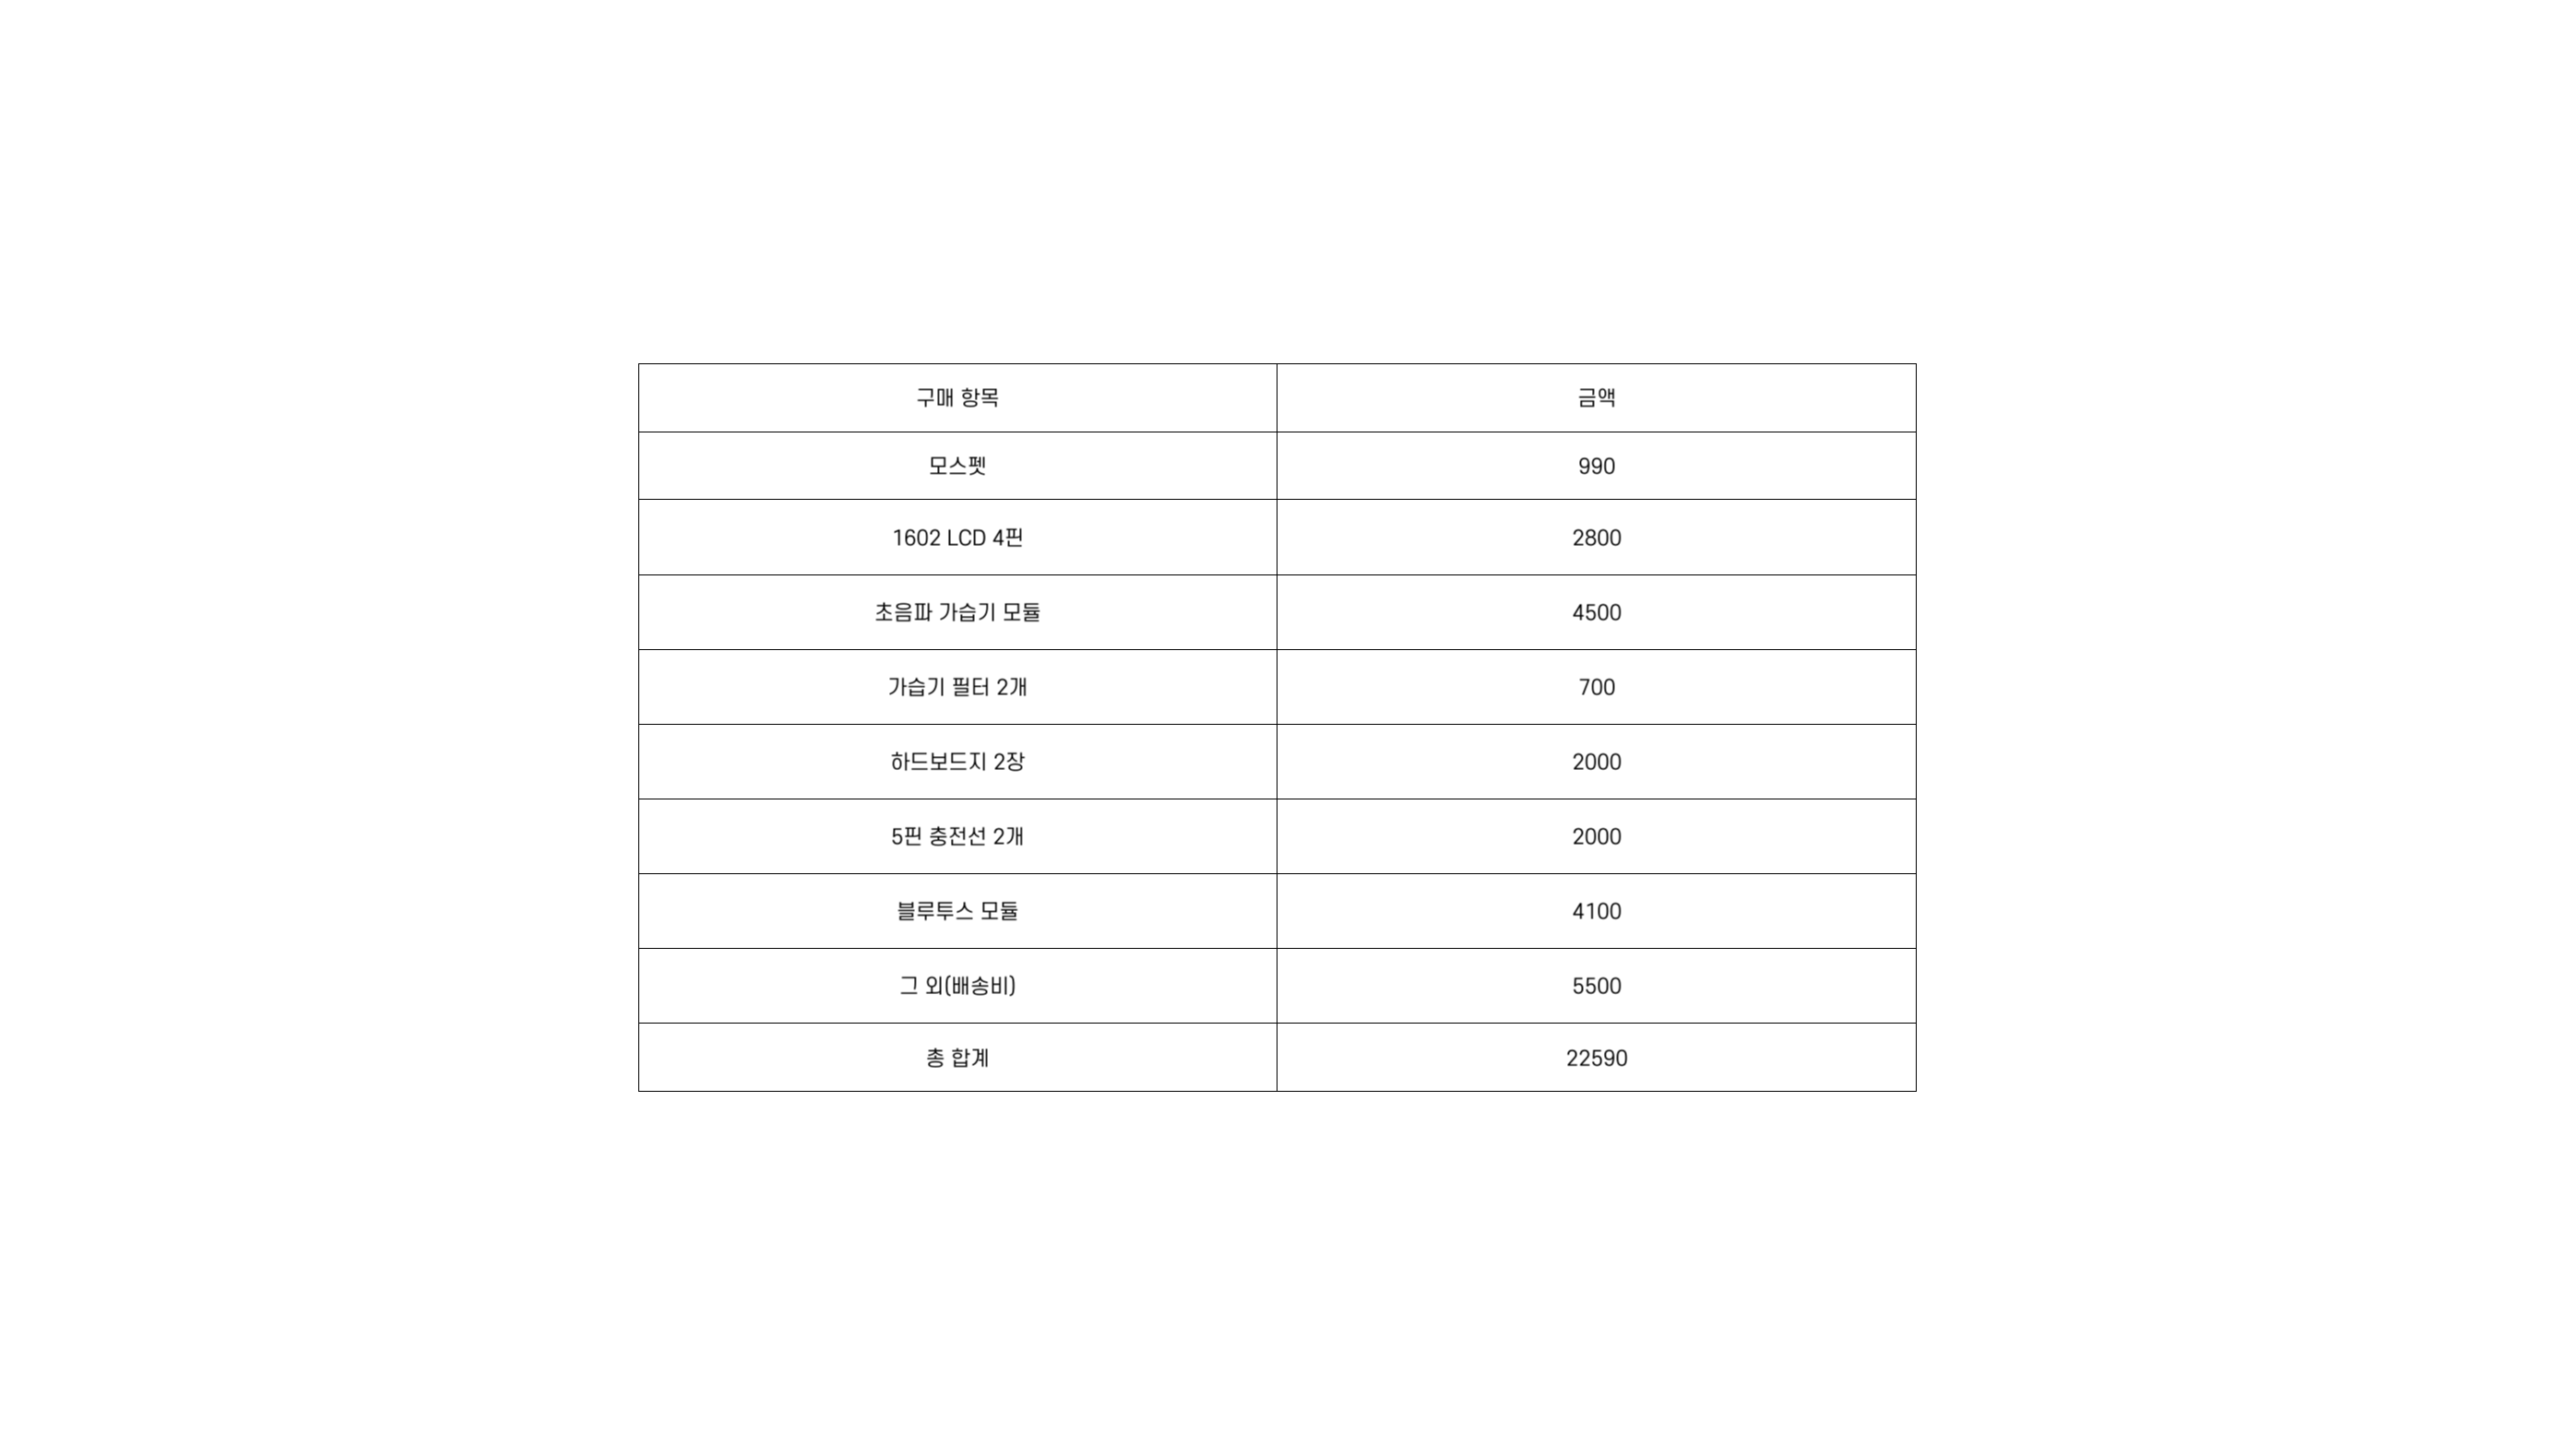 구매 항목 금액
모스펫 990
1602 LCD 4핀 2800
초음파 가습기 모듈 4500
가습기 필터 2개 700
하드보드지 2장 2000
5핀 충전선 2개 2000
블루투스 모듈 4100
그 외(배송비) 5500
총 합계 22590